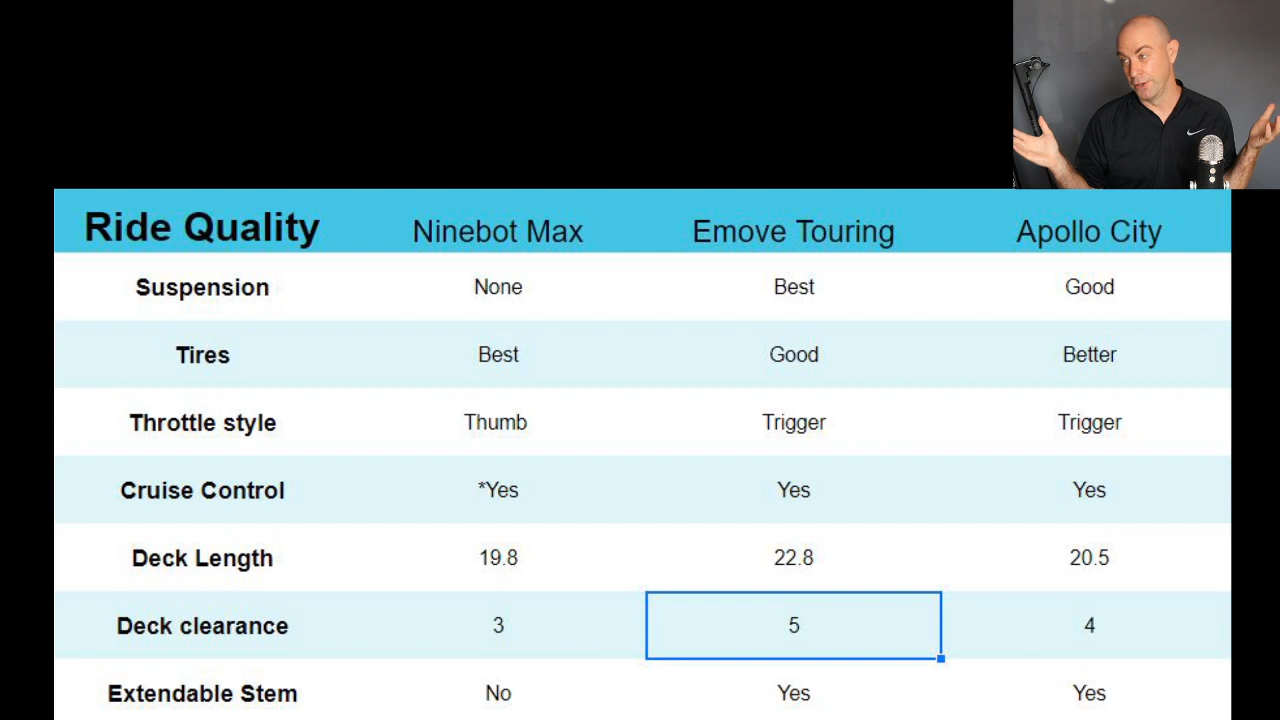 Ride Quality Ninebot Max Emove Touring Apollo City
Suspension None Best Good
Tires Best Good Better
Throttle style Thumb Trigger Trigger
Cruise Control *Yes Yes Yes
Deck Length 19.8 22.8 20.5
Deck clearance 3 5 4
Extendable Stem No Yes Yes